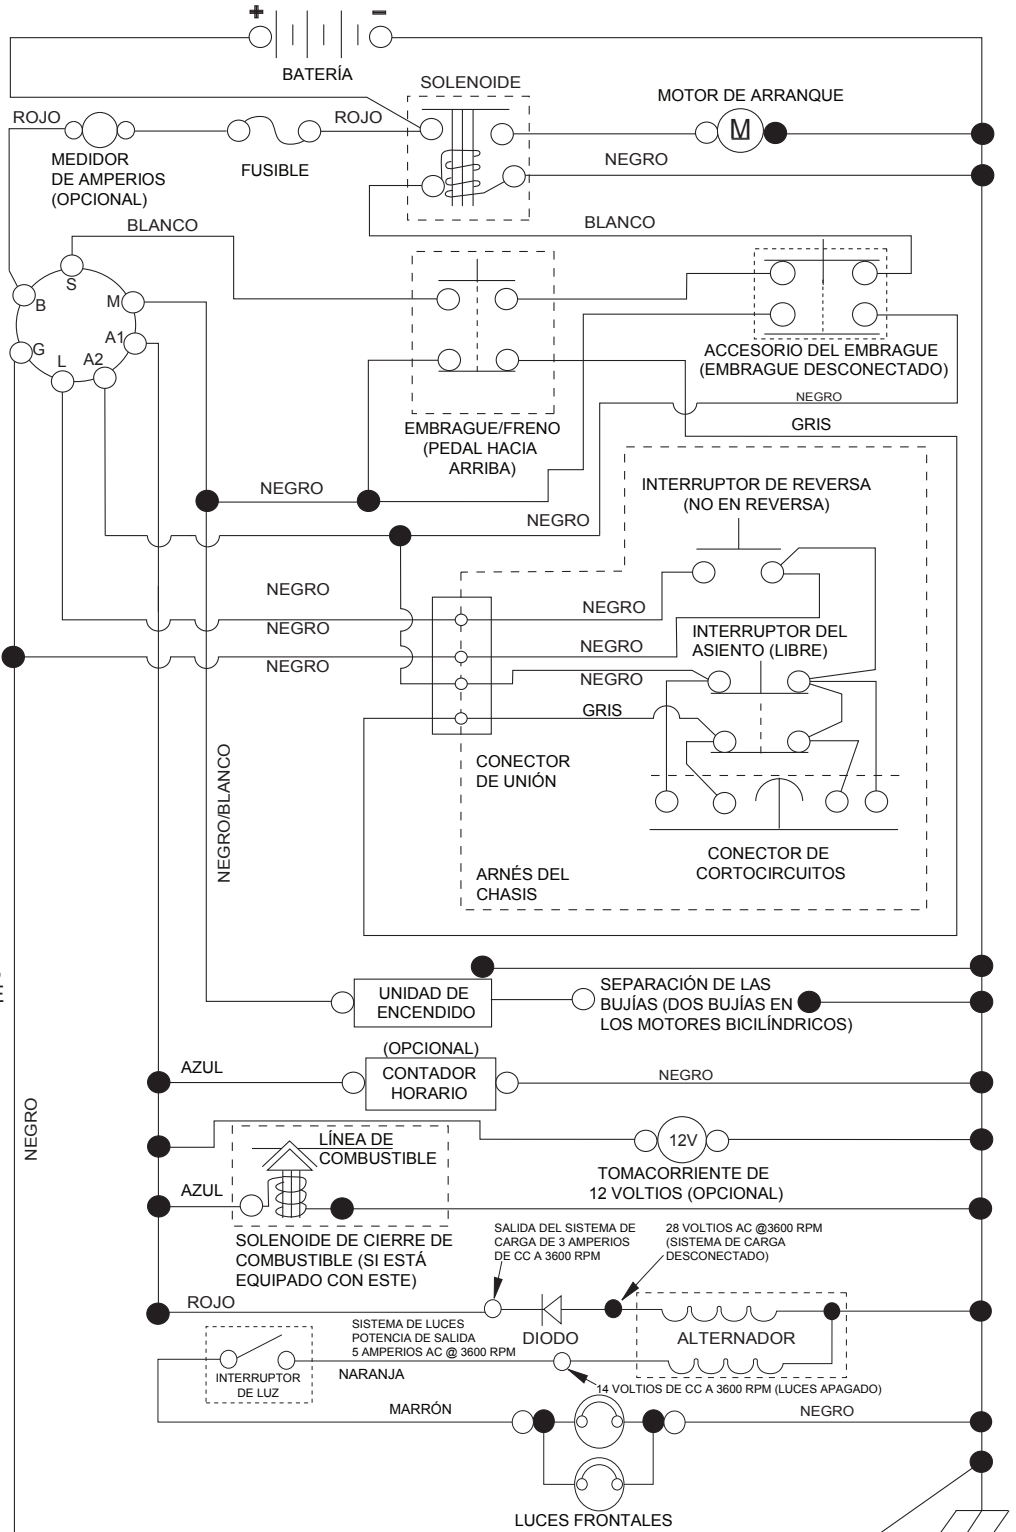 + −
BATERÍA
SOLENOIDE
MOTOR DE ARRANQUE
M
ROJO
ROJO
MEDIDOR
DE AMPERIOS
(OPCIONAL)
FUSIBLE
NEGRO
BLANCO
BLANCO
S
B
M
A1
G
L
A2
ACCESORIO DEL EMBRAGUE
(EMBRAGUE DESCONECTADO)
NEGRO
EMBRAGUE/FRENO
(PEDAL HACIA
ARRIBA)
GRIS
NEGRO
INTERRUPTOR DE REVERSA
(NO EN REVERSA)
NEGRO
NEGRO
NEGRO
NEGRO
NEGRO
INTERRUPTOR DEL
ASIENTO (LIBRE)
NEGRO
NEGRO
GRIS
NEGRO/BLANCO
CONECTOR
DE UNIÓN
CONECTOR DE
CORTOCIRCUITOS
ARNÉS DEL
CHASIS
UNIDAD DE
ENCENDIDO
SEPARACIÓN DE LAS
BUJÍAS (DOS BUJÍAS EN
LOS MOTORES BICILÍNDRICOS)
(OPCIONAL)
AZUL
CONTADOR
HORARIO
NEGRO
NEGRO
LÍNEA DE
COMBUSTIBLE
12V
TOMACORRIENTE DE
12 VOLTIOS (OPCIONAL)
AZUL
SOLENOIDE DE CIERRE DE
COMBUSTIBLE (SI ESTÁ
EQUIPADO CON ESTE)
SALIDA DEL SISTEMA DE
CARGA DE 3 AMPERIOS
DE CC A 3600 RPM
28 VOLTIOS AC @3600 RPM
(SISTEMA DE CARGA
DESCONECTADO)
ROJO
SISTEMA DE LUCES
POTENCIA DE SALIDA
5 AMPERIOS AC @ 3600 RPM
DIODO
ALTERNADOR
INTERRUPTOR
DE LUZ
NARANJA
14 VOLTIOS DE CC A 3600 RPM (LUCES APAGADO)
MARRÓN
NEGRO
LUCES FRONTALES